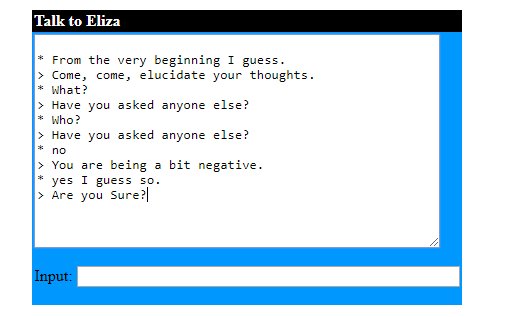 Talk to Eliza
* From the very beginning I guess.
> Come, come, elucidate your thoughts.
* What?
> Have you asked anyone else?
* Who?
> Have you asked anyone else?
* no
> You are being a bit negative.
* yes I guess so.
> Are you Sure?
Input: